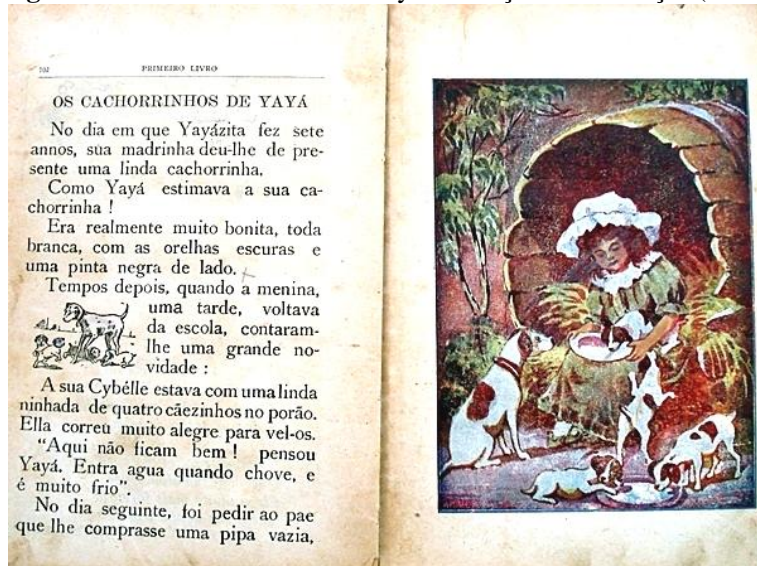 PRIMEIRO LIVRO
OS CACHORRINHOS DE YAYÁ
No dia em que Yayázita fez sete
annos, sua madrinha deu-lhe de pre-
sente uma linda cachorrinha.
Como Yayá estimava a sua ca-
chorrinha !
Era realmente muito bonita, toda
branca, com as orelhas escuras e
uma pinta negra de lado.
Tempos depois, quando a menina,
uma tarde, voltava
da escola, contaram-
lhe uma grande no-
vidade :
A sua Cybélle estava com uma linda
ninhada de quatro cãezinhos no porão.
Ella correu muito alegre para vel-os.
"Aqui não ficam bem ! pensou
Yayá. Entra agua quando chove, e
é muito frio".
No dia seguinte, foi pedir ao pae
que lhe comprasse uma pipa vazia,